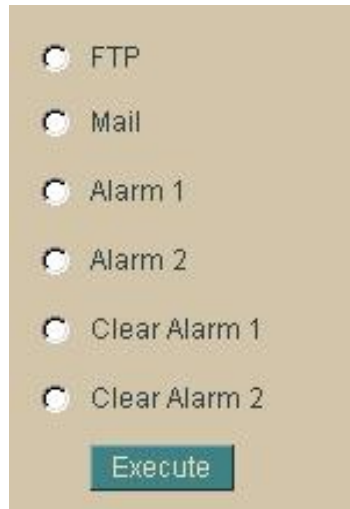 FTP
Mail
Alarm 1
Alarm 2
Clear Alarm 1
Clear Alarm 2
Execute